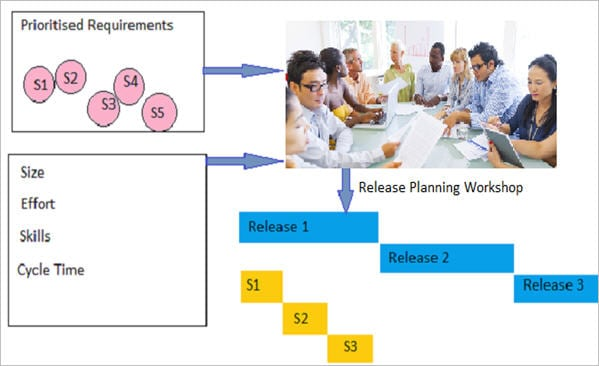 Prioritised Requirements
S1
S2
S3
S4
S5
Size
Effort
Skills
Cycle Time
Release Planning Workshop
Release 1
Release 2
Release 3
S1
S2
S3